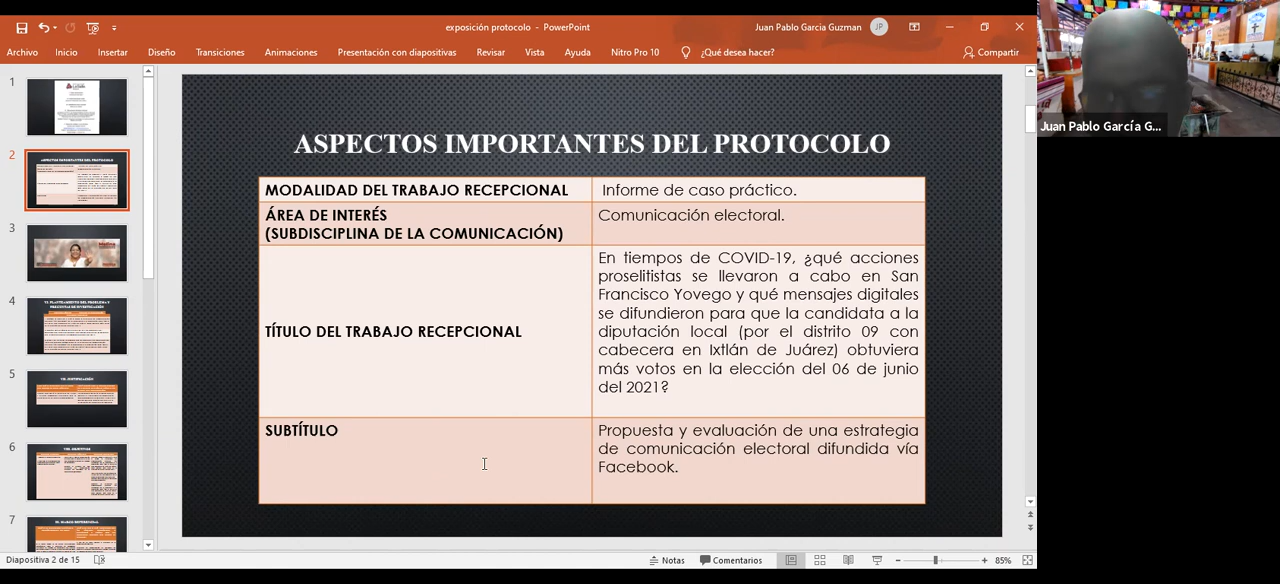 exposición protocolo - PowerPoint
Juan Pablo Garcia Guzman
JP
Archivo Inicio Insertar Diseño Transiciones Animaciones Presentación con diapositivas Revisar Vista Ayuda Nitro Pro 10 ¿Qué desea hacer? Compartir
1
2
3
4
5
6
7
ASPECTOS IMPORTANTES DEL PROTOCOLO
MODALIDAD DEL TRABAJO RECEPCIONAL
Informe de caso práctico.
ÁREA DE INTERÉS
(SUBDISCIPLINA DE LA COMUNICACIÓN)
Comunicación electoral.
TÍTULO DEL TRABAJO RECEPCIONAL
En tiempos de COVID-19, ¿qué acciones
proselitistas se llevaron a cabo en San
Francisco Yovego y qué mensajes digitales
se difundieron para que la candidata a la
diputación local (por el distrito 09 con
cabecera en Ixtlán de Juárez) obtuviera
más votos en la elección del 06 de junio
del 2021?
SUBTÍTULO
Propuesta y evaluación de una estrategia
de comunicación electoral difundida vía
Facebook.
Juan Pablo García G...
Diapositiva 2 de 15
Notas Comentarios 85%